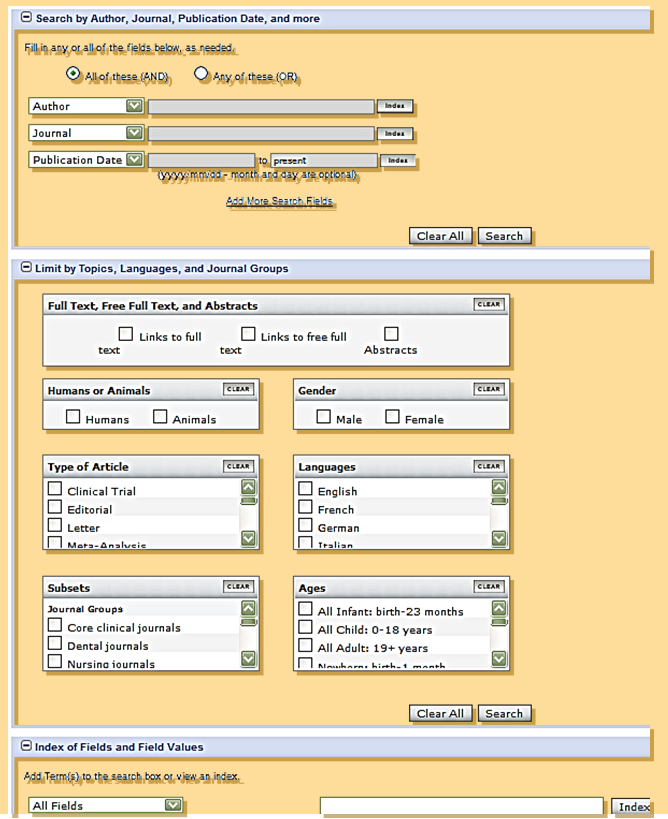 Search by Author, Journal, Publication Date, and more
Fill in any or all of the fields below, as needed.
All of these (AND) Any of these (OR)
Author Index
Journal Index
Publication Date to present Index
(yyyy/mm/dd - month and day are optional)
Add More Search Fields
Clear All Search
Limit by Topics, Languages, and Journal Groups
Full Text, Free Full Text, and Abstracts CLEAR
Links to full Links to free full
text text Abstracts
Humans or Animals CLEAR Gender CLEAR
Humans Animals Male Female
Type of Article CLEAR Languages CLEAR
Clinical Trial English
Editorial French
Letter German
Meta-Analysis Italian
Subsets CLEAR Ages CLEAR
Journal Groups All Infant: birth-23 months
Core clinical journals All Child: 0-18 years
Dental journals All Adult: 19+ years
Nursing journals Newborn: birth-1 month
Clear All Search
Index of Fields and Field Values
Add Term(s) to the search box or view an index.
All Fields Index